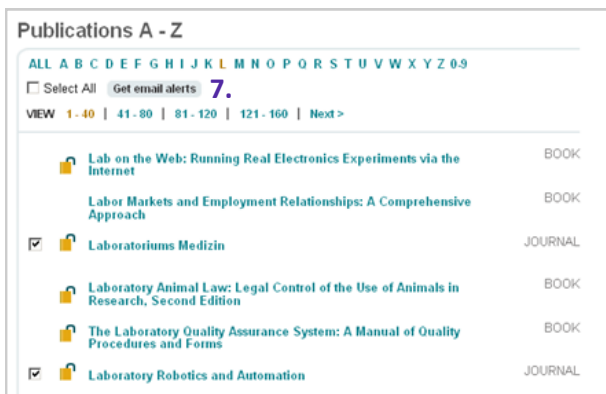 Publications A - Z
ALL A B C D E F G H I J K L M N O P Q R S T U V W X Y Z 0-9
Select All Get email alerts 7.
VIEW 1 - 40 | 41 - 80 | 81 - 120 | 121 - 160 | Next >
Lab on the Web: Running Real Electronics Experiments via the BOOK
Internet
Labor Markets and Employment Relationships: A Comprehensive BOOK
Approach
Laboratoriums Medizin JOURNAL
Laboratory Animal Law: Legal Control of the Use of Animals in BOOK
Research, Second Edition
The Laboratory Quality Assurance System: A Manual of Quality BOOK
Procedures and Forms
Laboratory Robotics and Automation JOURNAL